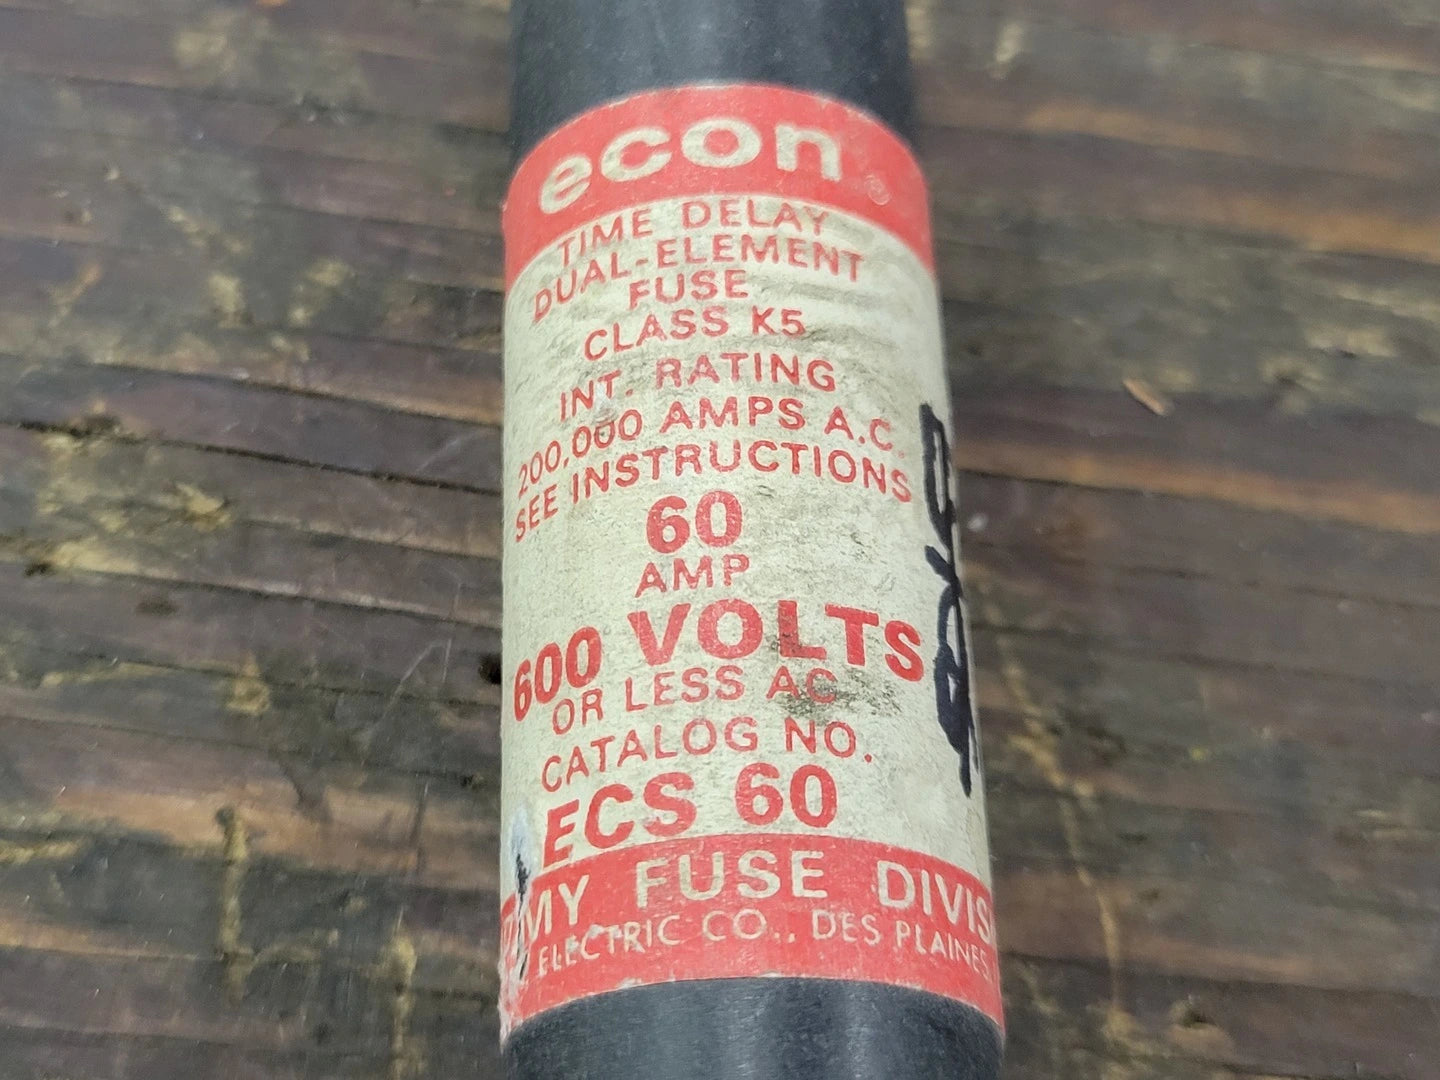 econ®
TIME DELAY
DUAL-ELEMENT
FUSE
CLASS K5
INT. RATING
200,000 AMPS A.C.
SEE INSTRUCTIONS
60
AMP
600 VOLTS
OR LESS AC
CATALOG NO.
ECS 60
FUSE
ELECTRIC CO., DES PLAINES